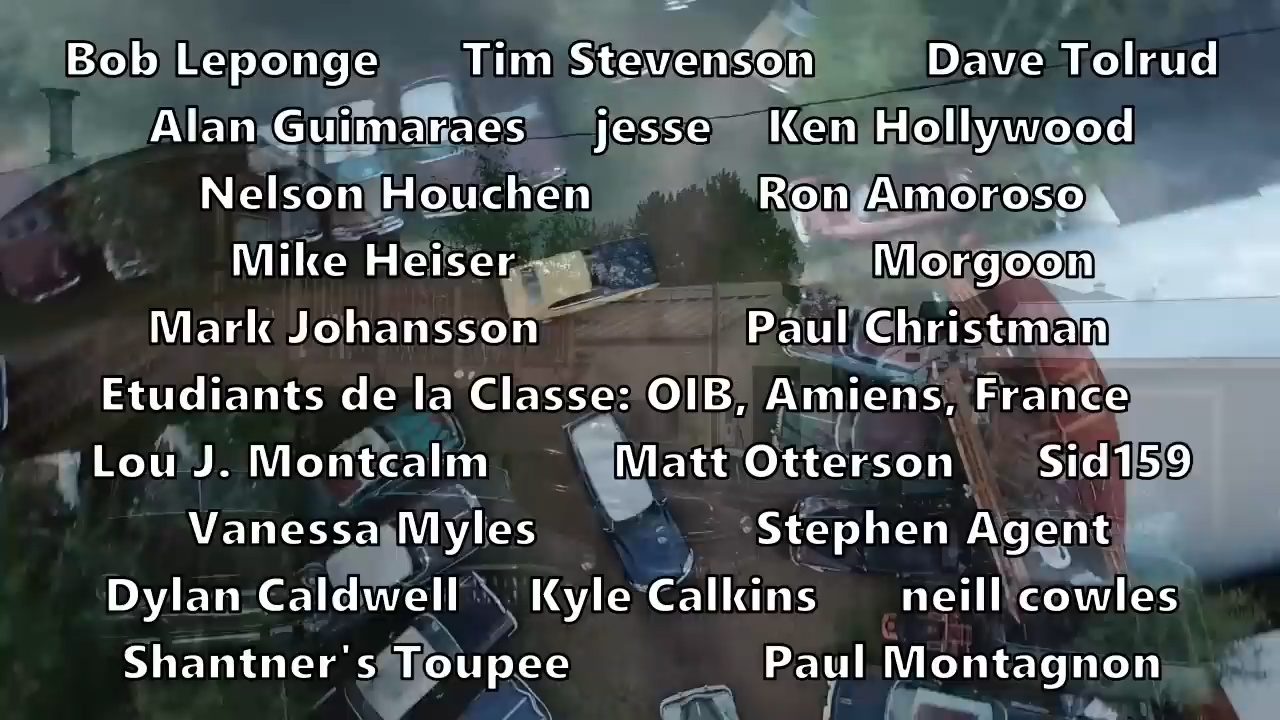 Bob Leponge Tim Stevenson Dave Tolrud
Alan Guimaraes jesse Ken Hollywood
Nelson Houchen Ron Amoroso
Mike Heiser Morgoon
Mark Johansson Paul Christman
Etudiants de la Classe: OIB, Amiens, France
Lou J. Montcalm Matt Otterson Sid159
Vanessa Myles Stephen Agent
Dylan Caldwell Kyle Calkins neill cowles
Shantner's Toupee Paul Montagnon